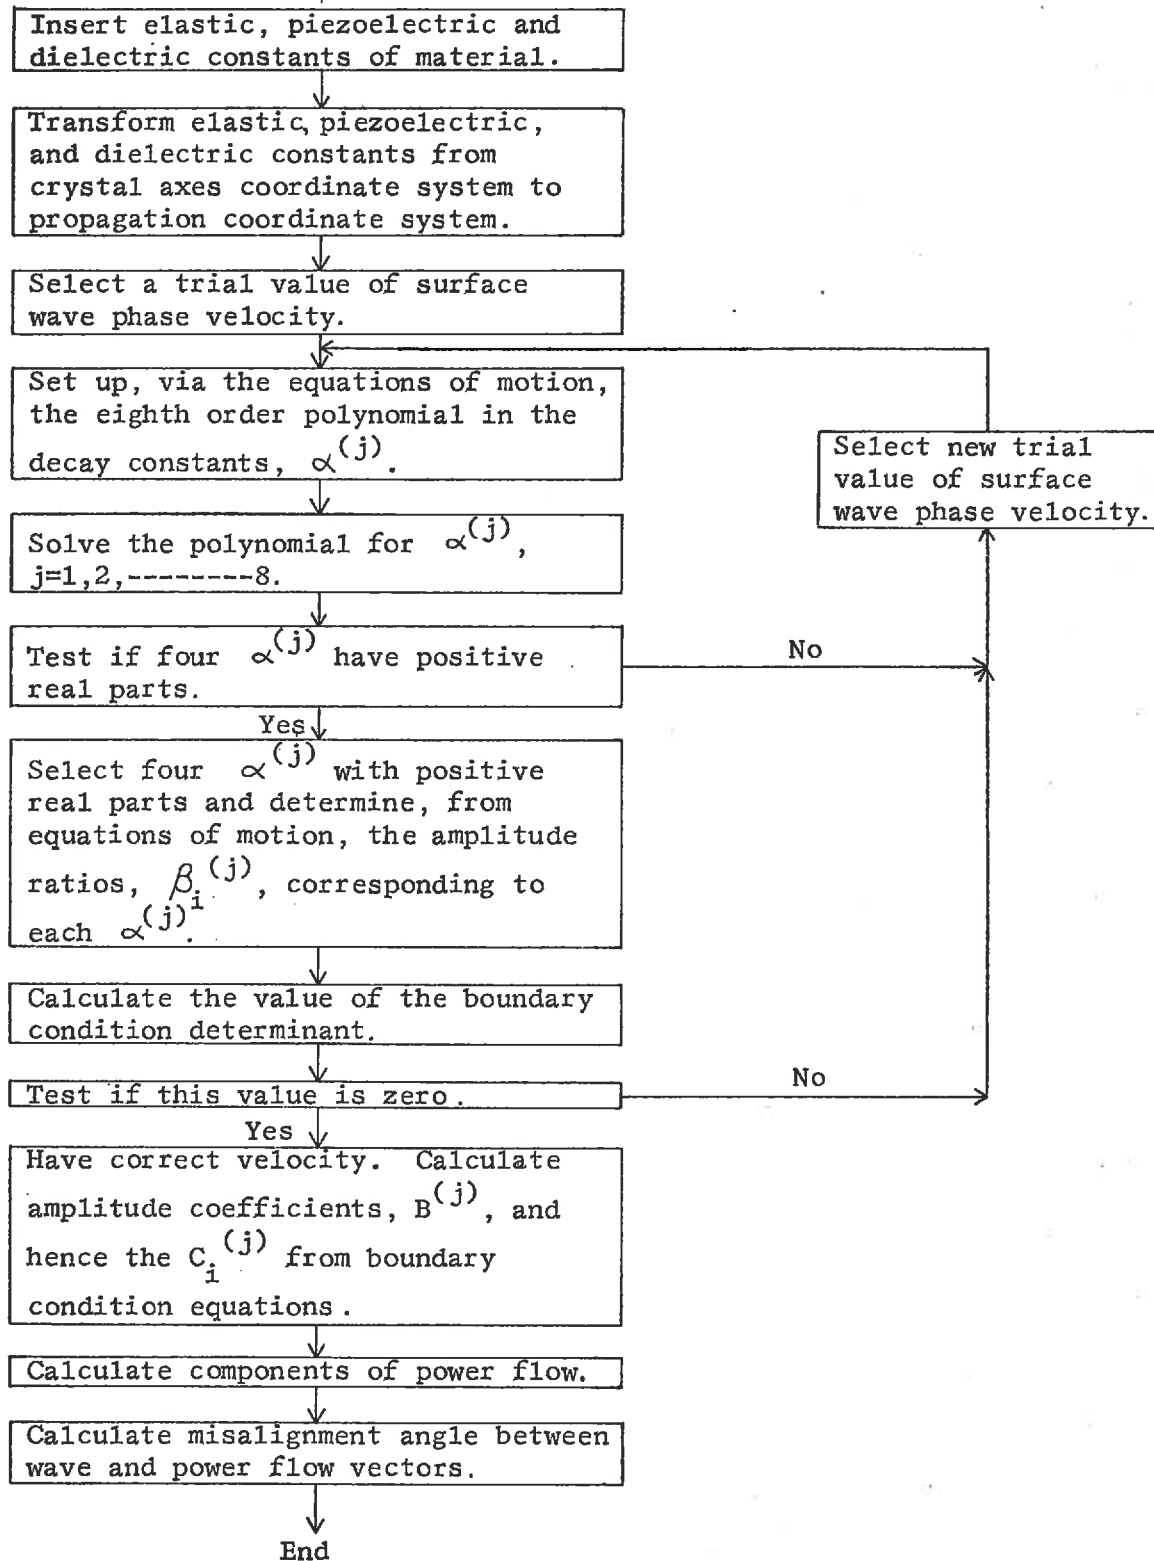 Insert elastic, piezoelectric and
dielectric constants of material.
Transform elastic, piezoelectric,
and dielectric constants from
crystal axes coordinate system to
propagation coordinate system.
Select a trial value of surface
wave phase velocity.
Set up, via the equations of motion,
the eighth order polynomial in the
decay constants, α^(j).
Select new trial
value of surface
wave phase velocity.
Solve the polynomial for α^(j),
j=1,2,--------8.
Test if four α^(j) have positive
real parts.
No
Yes
Select four α^(j) with positive
real parts and determine, from
equations of motion, the amplitude
ratios, β_i^(j), corresponding to
each α^(j).
Calculate the value of the boundary
condition determinant.
Test if this value is zero.
No
Yes
Have correct velocity. Calculate
amplitude coefficients, B^(j), and
hence the C_i^(j) from boundary
condition equations.
Calculate components of power flow.
Calculate misalignment angle between
wave and power flow vectors.
End